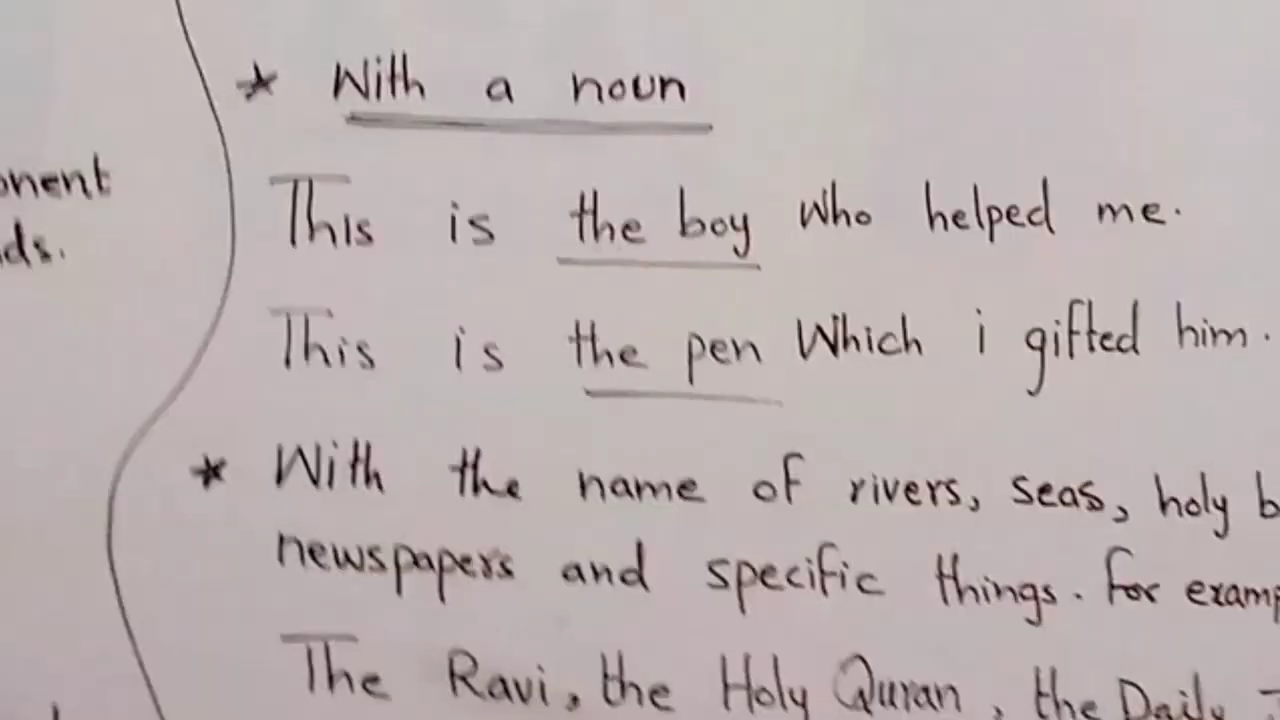 ★ With a noun
This is the boy who helped me.
This is the pen Which i gifted him.
★ With the name of rivers, seas, holy
newspapers and specific things. For
The Ravi, the Holy Quran, the Daily